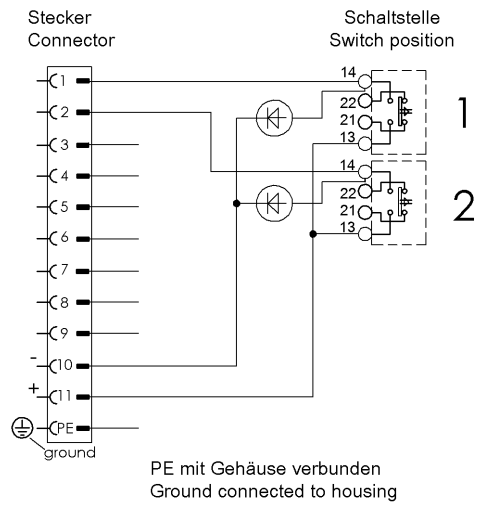 Stecker
Connector
Schaltstelle
Switch position
1
2
3
4
5
6
7
8
9
- 10
+ 11
PE
ground
14
22
21
13
1
14
22
21
13
2
PE mit Gehäuse verbunden
Ground connected to housing